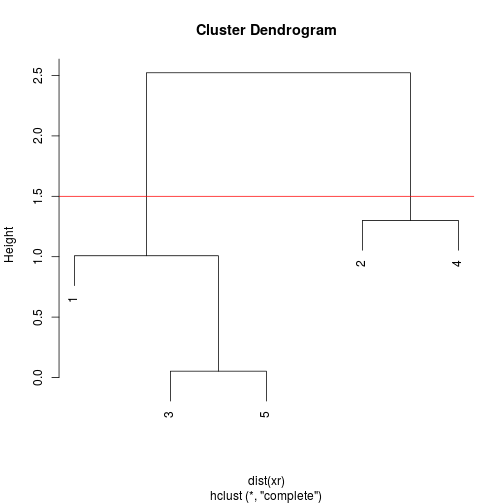 Cluster Dendrogram
Height
2.5
2.0
1.5
1.0
0.5
0.0
1
2
4
3
5
dist(xr)
hclust (*, "complete")